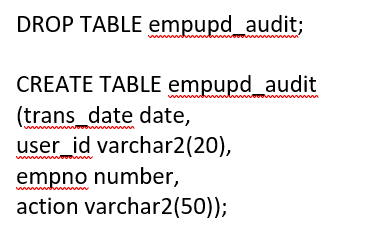 DROP TABLE empupd_audit;
CREATE TABLE empupd_audit
(trans_date date,
user_id varchar2(20),
empno number,
action varchar2(50));